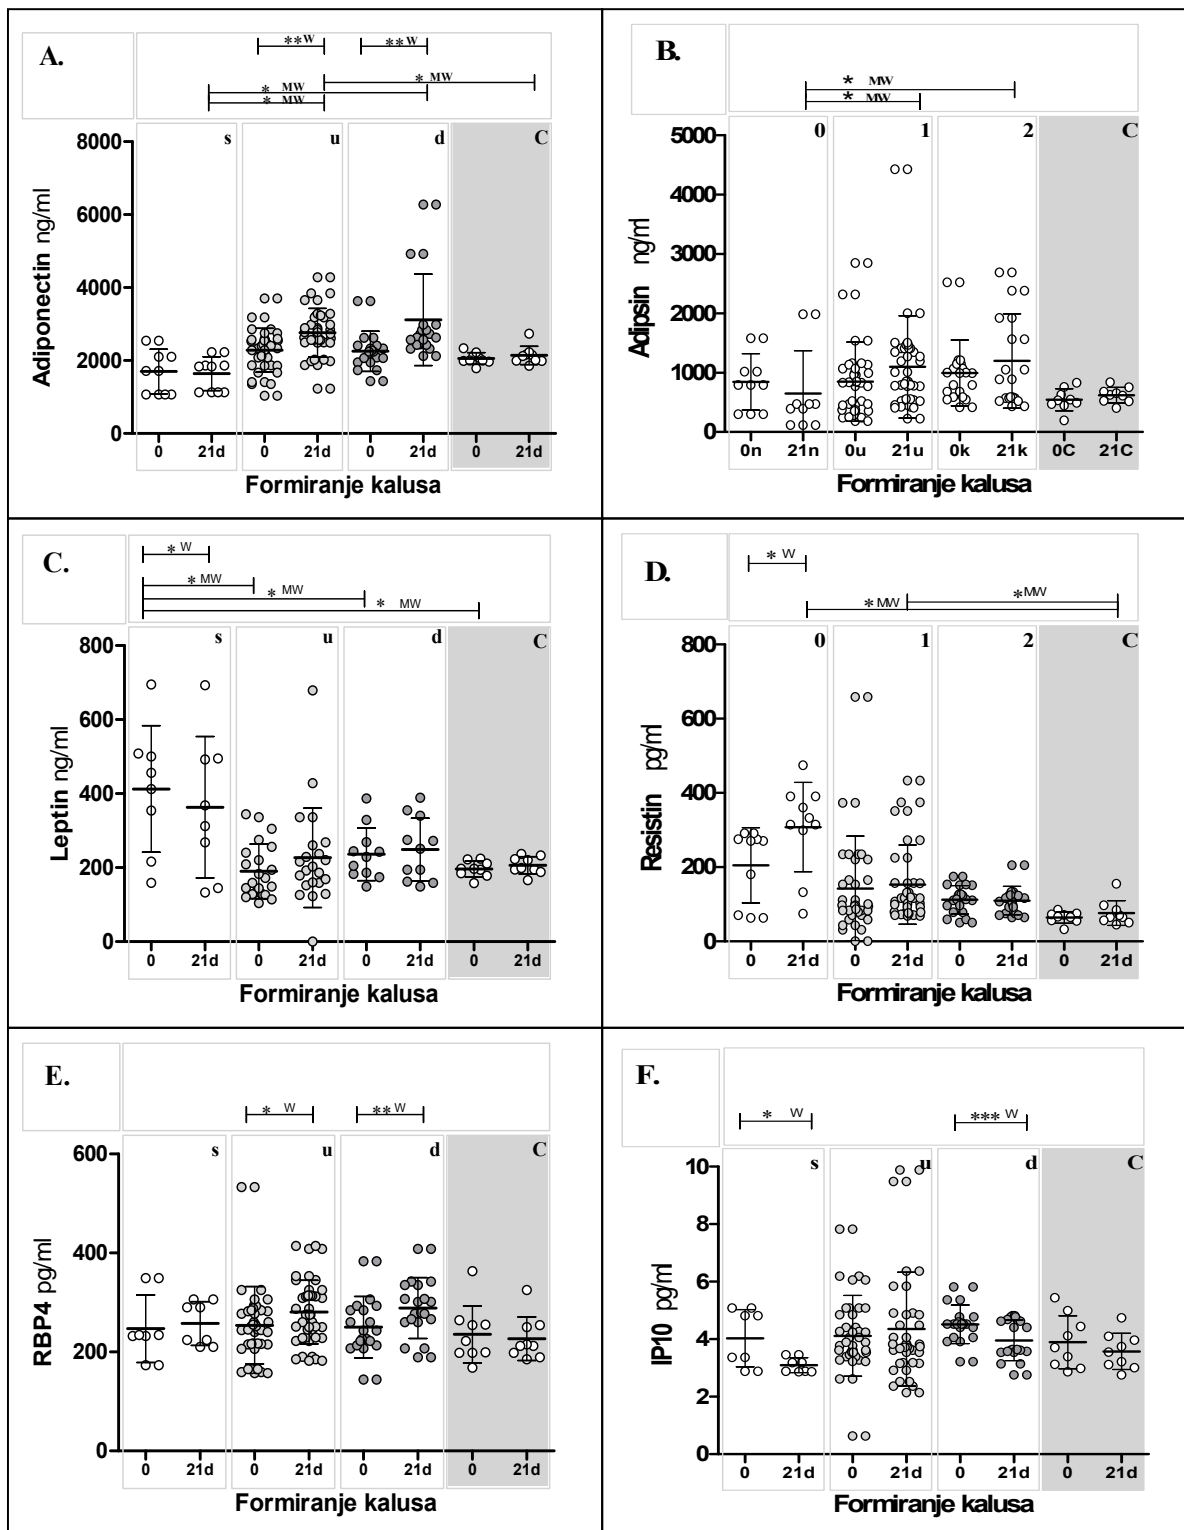 A.
**W
**W
* MW
* MW
* MW
s
u
d
C
8000
6000
4000
2000
0
Adiponectin ng/ml
0
21d
0
21d
0
21d
0
21d
Formiranje kalusa
B.
* MW
* MW
0
1
2
C
5000
4000
3000
2000
1000
0
Adipsin ng/ml
0n
21n
0u
21u
0k
21k
0C
21C
Formiranje kalusa
C.
* W
* MW
* MW
* MW
s
u
d
C
800
600
400
200
0
Leptin ng/ml
0
21d
0
21d
0
21d
0
21d
Formiranje kalusa
D.
* W
*MW
*MW
0
1
2
C
800
600
400
200
0
Resistin pg/ml
0
21d
0
21d
0
21d
0
21d
Formiranje kalusa
E.
* W
** W
s
u
d
C
600
400
200
0
RBP4 pg/ml
0
21d
0
21d
0
21d
0
21d
Formiranje kalusa
F.
* W
*** W
s
u
d
C
10
8
6
4
2
0
IP10 pg/ml
0
21d
0
21d
0
21d
0
21d
Formiranje kalusa